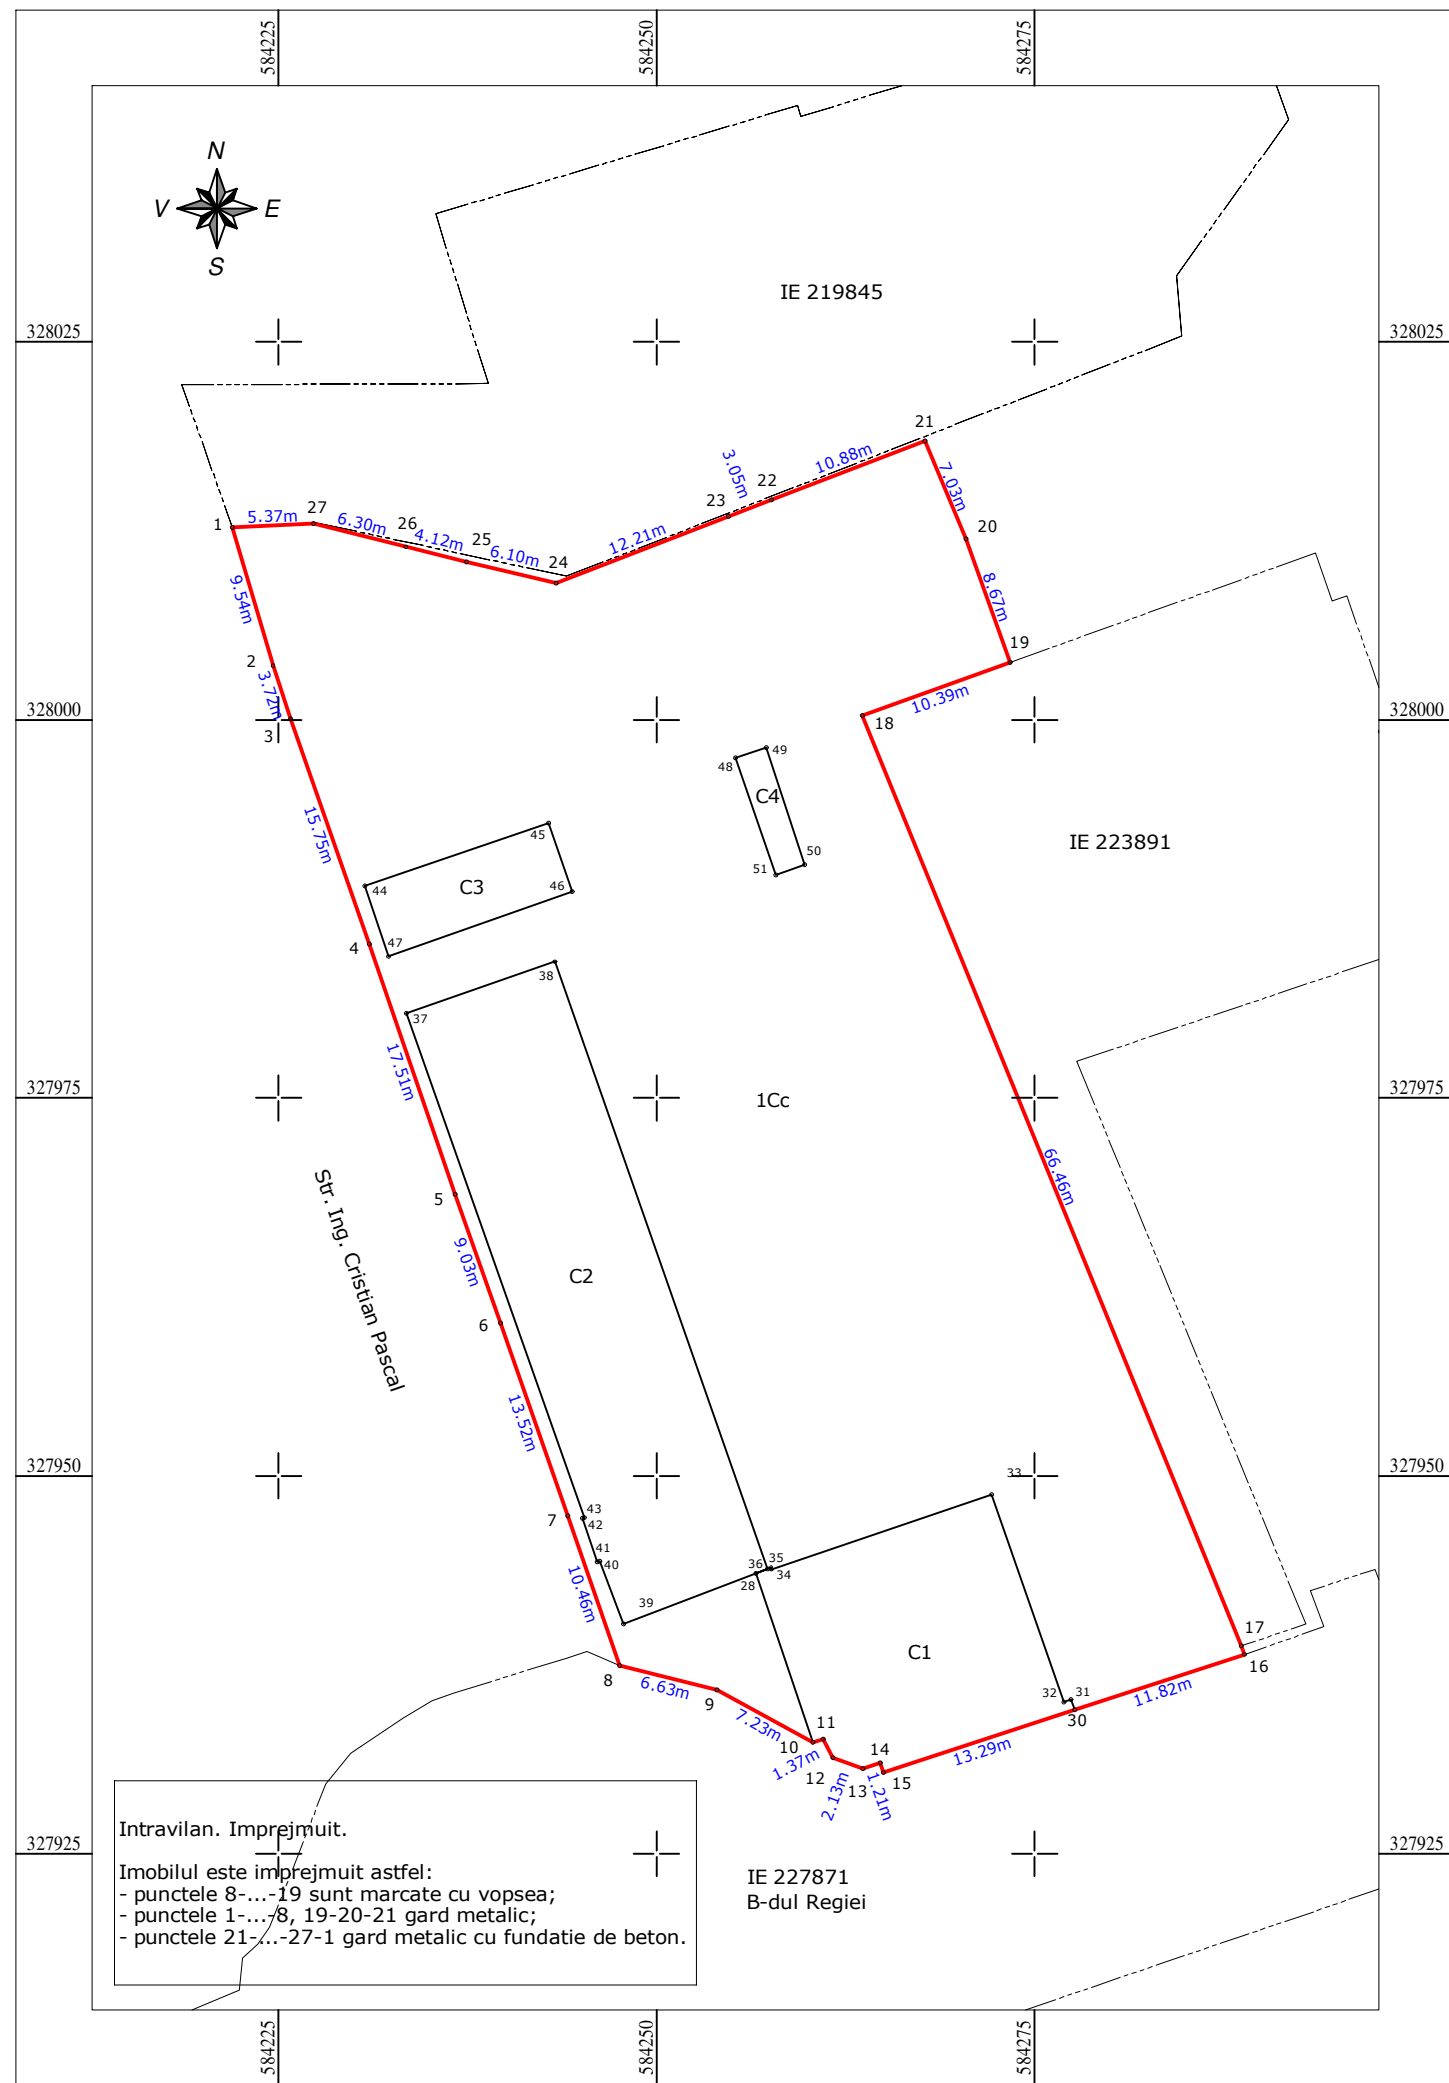 584225
584250
584275
N
V E
S
IE 219845
328025
328025
21
10.88m
3.05m
22
7.03m
23
27
1
5.37m
6.30m
26
4.12m
25
6.10m
24
12.21m
20
9.54m
8.67m
2
19
3.72m
10.39m
328000
328000
3
18
49
48
C4
15.75m
45
IE 223891
50
51
44
C3
46
4
47
38
37
17.51m
327975
327975
1Cc
66.46m
Str. Ing. Cristian Pascal
5
9.03m
C2
6
13.52m
327950
327950
33
7
43
42
41
40
35
36
34
28
10.46m
39
C1
17
16
8
6.63m
9
32
31
11.82m
30
7.23m
11
10
1.37m
12
14
13
15
13.29m
2.13m
1.21m
Intravilan. Imprejmuit.
327925
327925
Imobilul este imprejmuit astfel:
- punctele 8-...-19 sunt marcate cu vopsea;
- punctele 1-...-8, 19-20-21 gard metalic;
- punctele 21-...-27-1 gard metalic cu fundatie de beton.
IE 227871
B-dul Regiei
584225
584250
584275